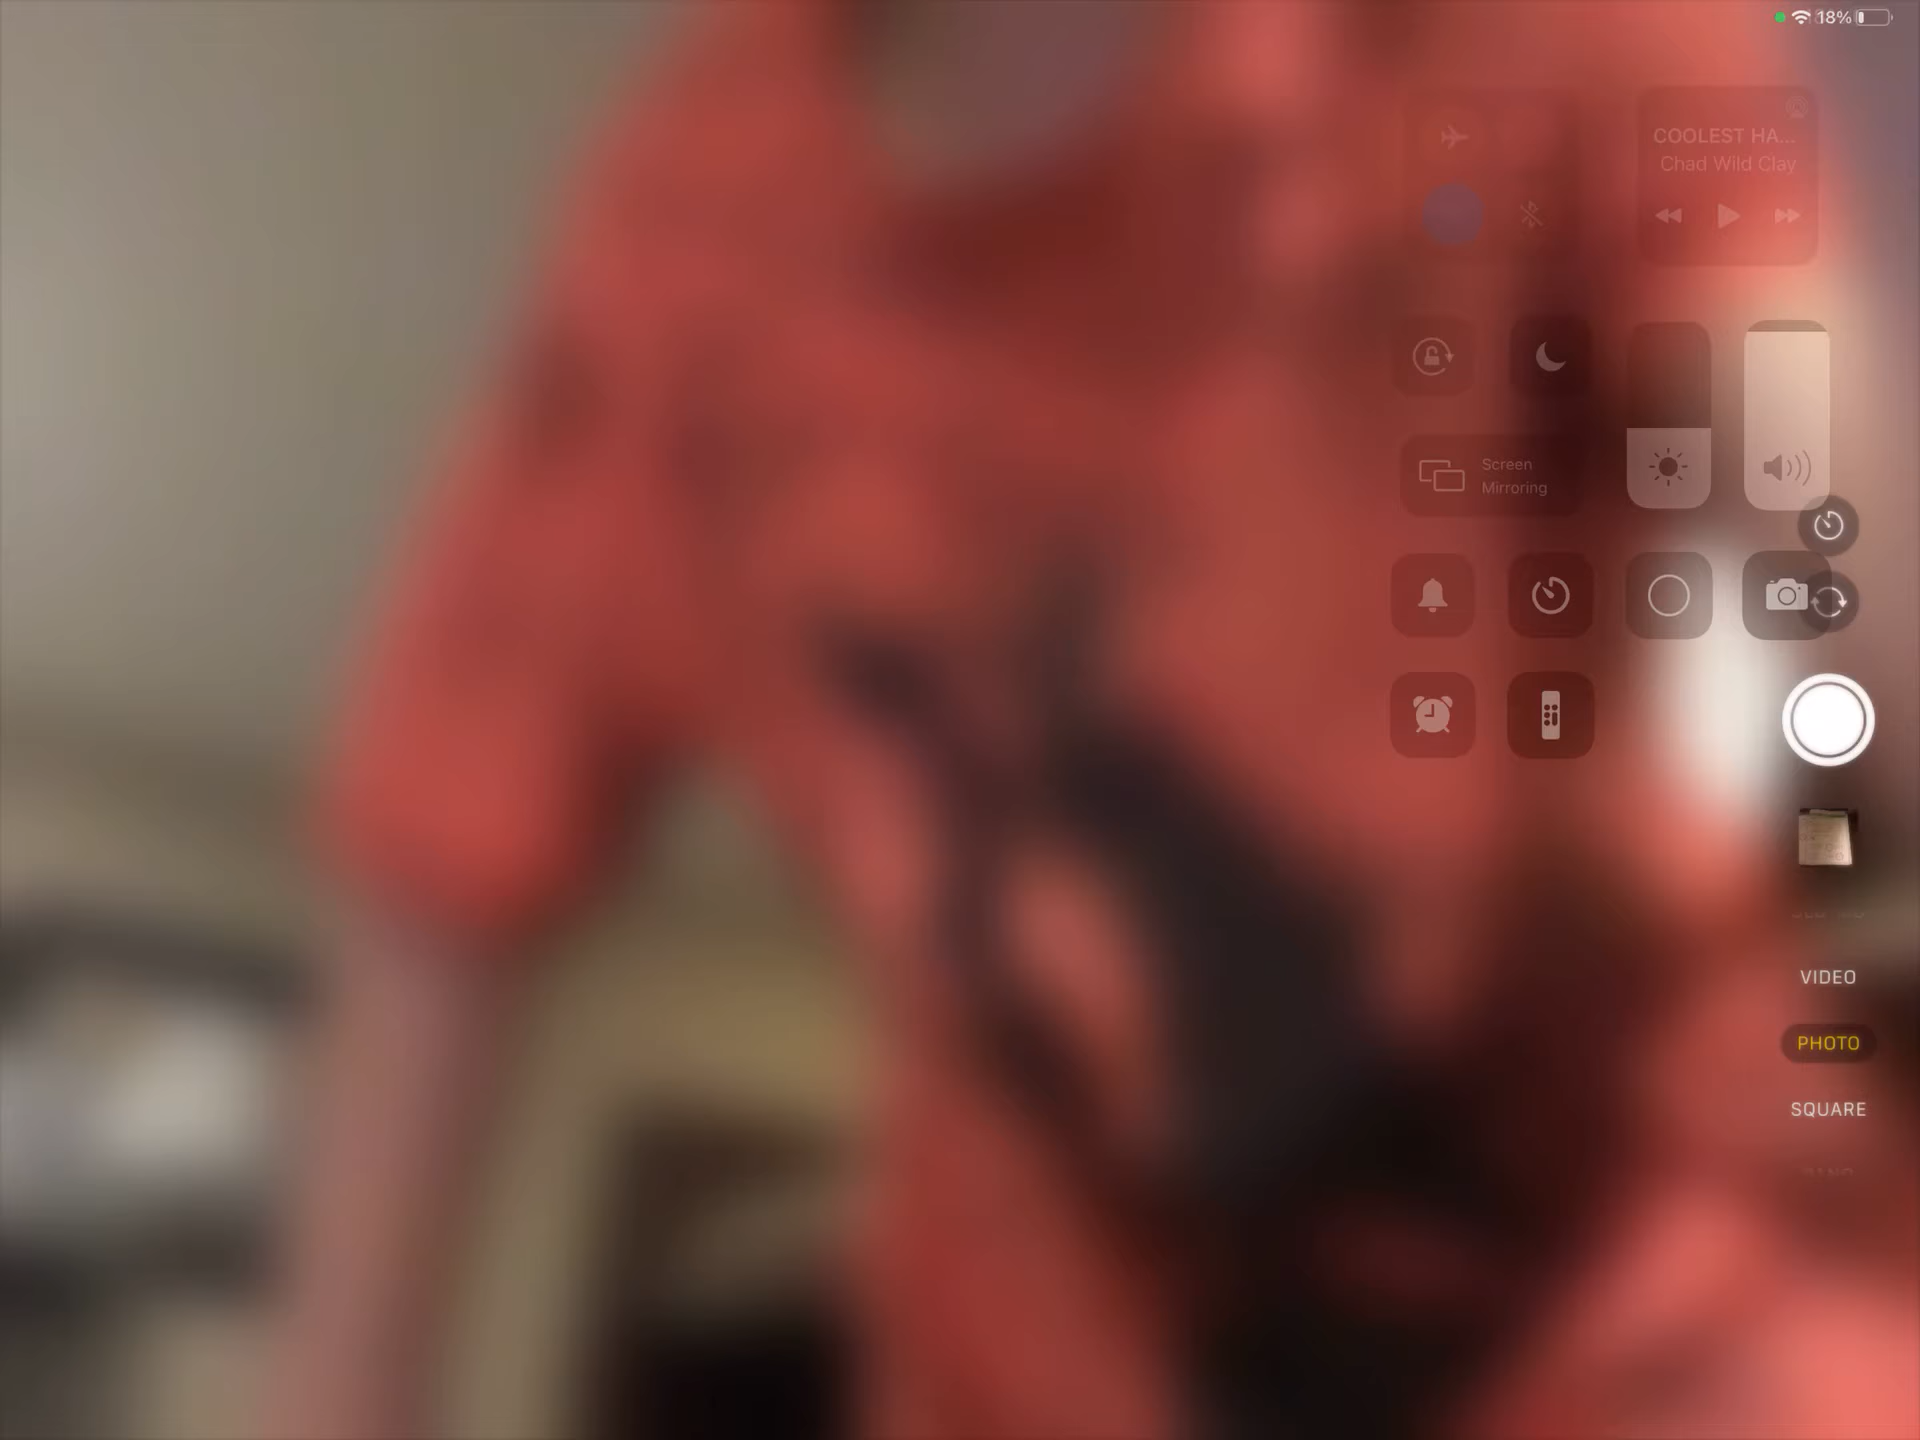 18%
COOLEST HA...
Chad Wild Clay
Screen
Mirroring
VIDEO
PHOTO
SQUARE